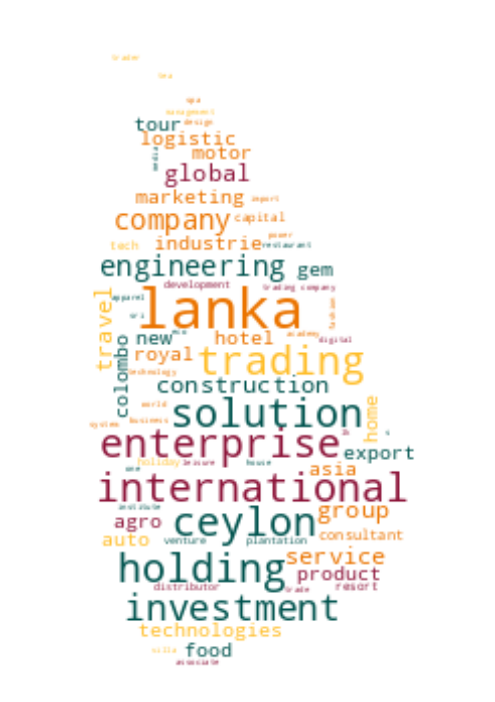 trader
tea
spa
management
tour design
logistic
media motor
global
marketing import
company capital
power
tech industrie restaurant
engineering gem
development trading company
travel apparel lanka fashion
sri
new eco hotel academy digital
colombo royal trading
technology
construction
world solution home
system business
enterprise export
holiday leisure house asia
one
international
institute group
agro ceylon
auto venture plantation consultant
holding service
product
distributor trade resort
investment
technologies
villa food
associate